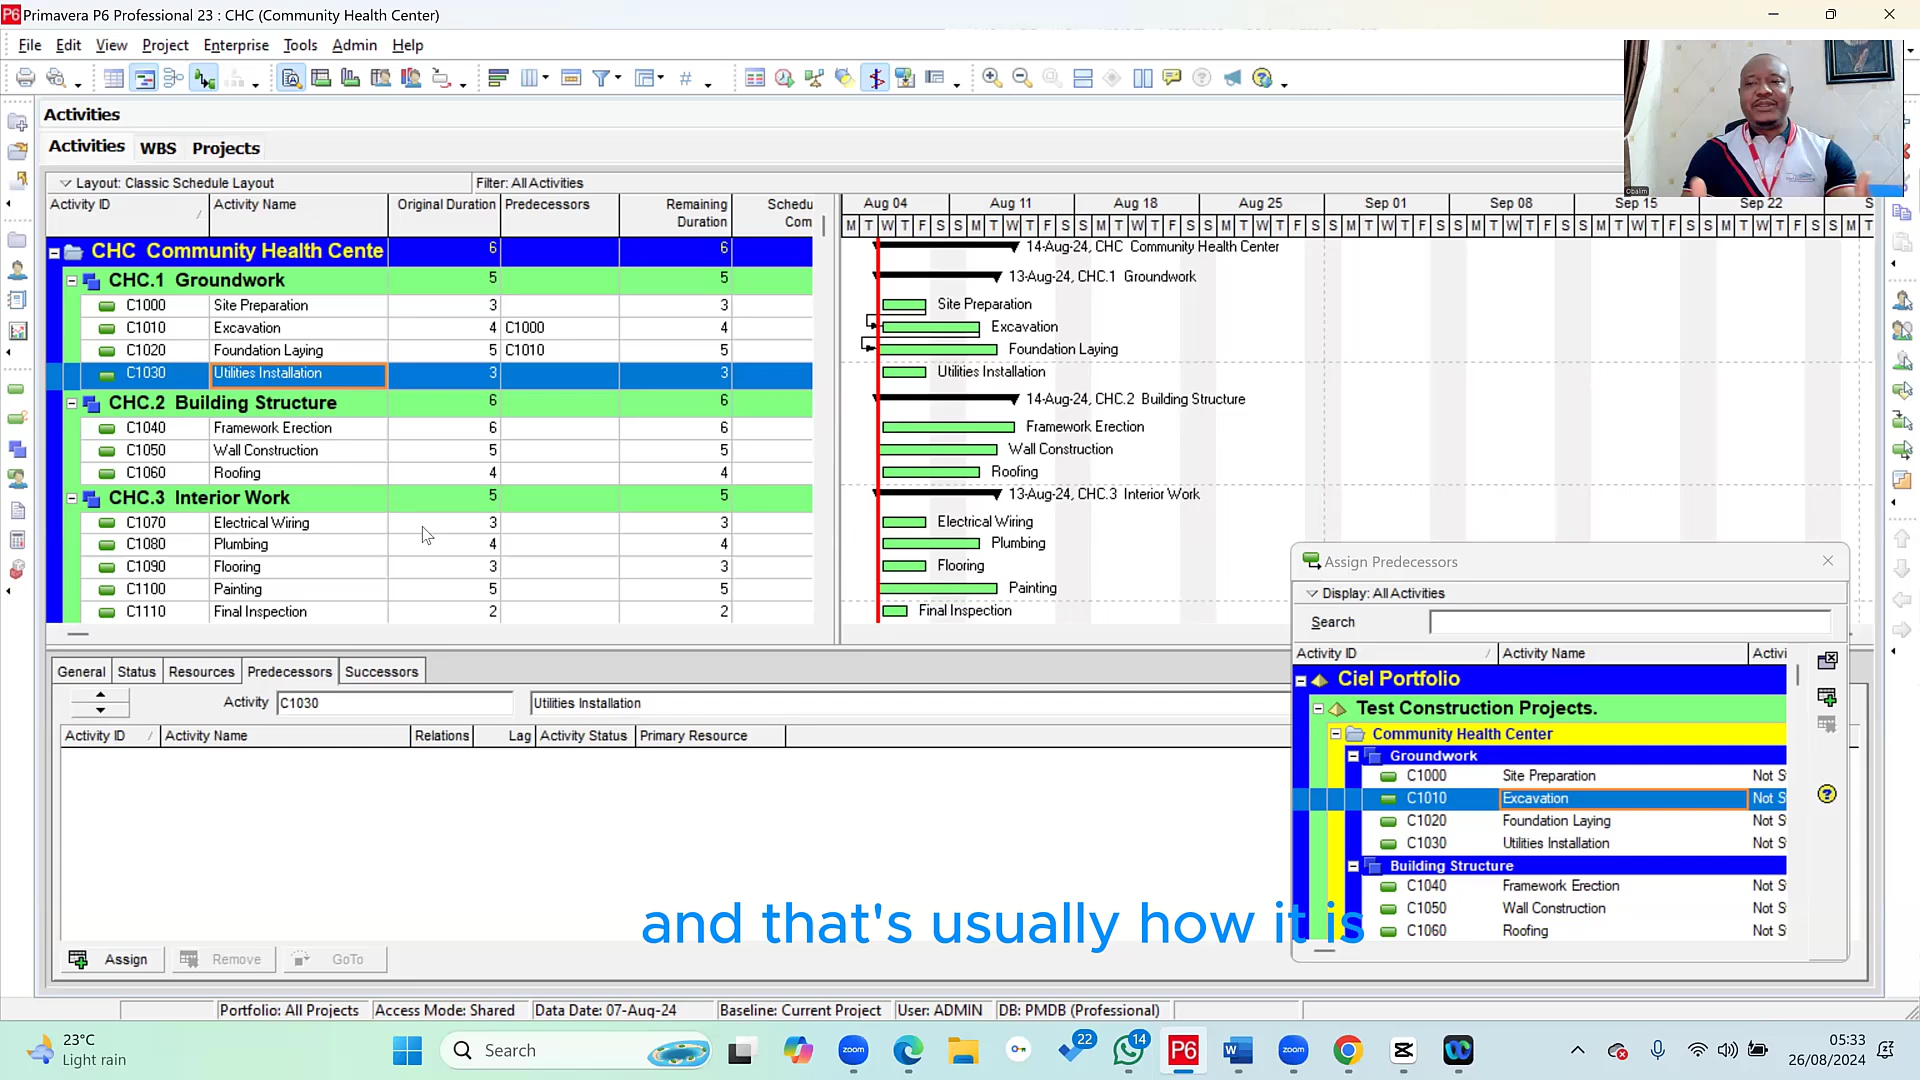 Primavera P6 Professional 23 : CHC (Community Health Center)
File Edit View Project Enterprise Tools Admin Help
Activities
Activities WBS Projects
Layout: Classic Schedule Layout Filter: All Activities
Activity ID Activity Name Original Duration Predecessors Remaining Duration Schedu Com
Aug 04 Aug 11 Aug 18 Aug 25 Sep 01 Sep 08 Sep 15 Sep 22 S
M T W T F S S M T W T F S S M T W T F S S M T W T F S S M T W T F S S M T W T F S S M T W T F S S M T W T F S S M T
CHC Community Health Cente 6 6 14-Aug-24, CHC Community Health Center
CHC.1 Groundwork 5 5 13-Aug-24, CHC.1 Groundwork
C1000 Site Preparation 3 3 Site Preparation
C1010 Excavation 4 C1000 4 Excavation
C1020 Foundation Laying 5 C1010 5 Foundation Laying
C1030 Utilities Installation 3 3 Utilities Installation
CHC.2 Building Structure 6 6 14-Aug-24, CHC.2 Building Structure
C1040 Framework Erection 6 6 Framework Erection
C1050 Wall Construction 5 5 Wall Construction
C1060 Roofing 4 4 Roofing
CHC.3 Interior Work 5 5 13-Aug-24, CHC.3 Interior Work
C1070 Electrical Wiring 3 3 Electrical Wiring
C1080 Plumbing 4 4 Plumbing
C1090 Flooring 3 3 Flooring
C1100 Painting 5 5 Painting
C1110 Final Inspection 2 2 Final Inspection
General Status Resources Predecessors Successors
Activity C1030 Utilities Installation
Activity ID Activity Name Relations Lag Activity Status Primary Resource
Assign Remove GoTo
Assign Predecessors
Display: All Activities
Search
Activity ID Activity Name Activi
Ciel Portfolio
Test Construction Projects.
Community Health Center
Groundwork
C1000 Site Preparation Not S
C1010 Excavation Not S
C1020 Foundation Laying Not S
C1030 Utilities Installation Not S
Building Structure
C1040 Framework Erection Not S
C1050 Wall Construction Not S
C1060 Roofing Not S
and that's usually how it is
Portfolio: All Projects Access Mode: Shared Data Date: 07-Aug-24 Baseline: Current Project User: ADMIN DB: PMDB (Professional)
23°C
Light rain
Search
zoom
22
14
P6
zoom
05:33
26/08/2024